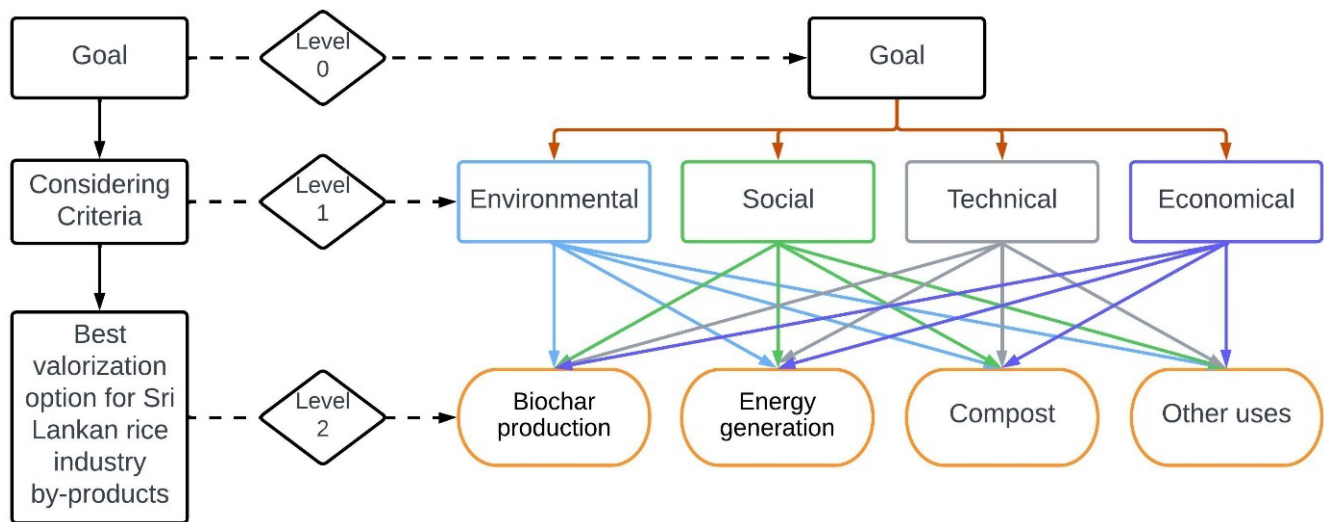 Goal
Level
0
Goal
Considering
Criteria
Level
1
Environmental
Social
Technical
Economical
Best
valorization
option for Sri
Lankan rice
industry
by-products
Level
2
Biochar
production
Energy
generation
Compost
Other uses